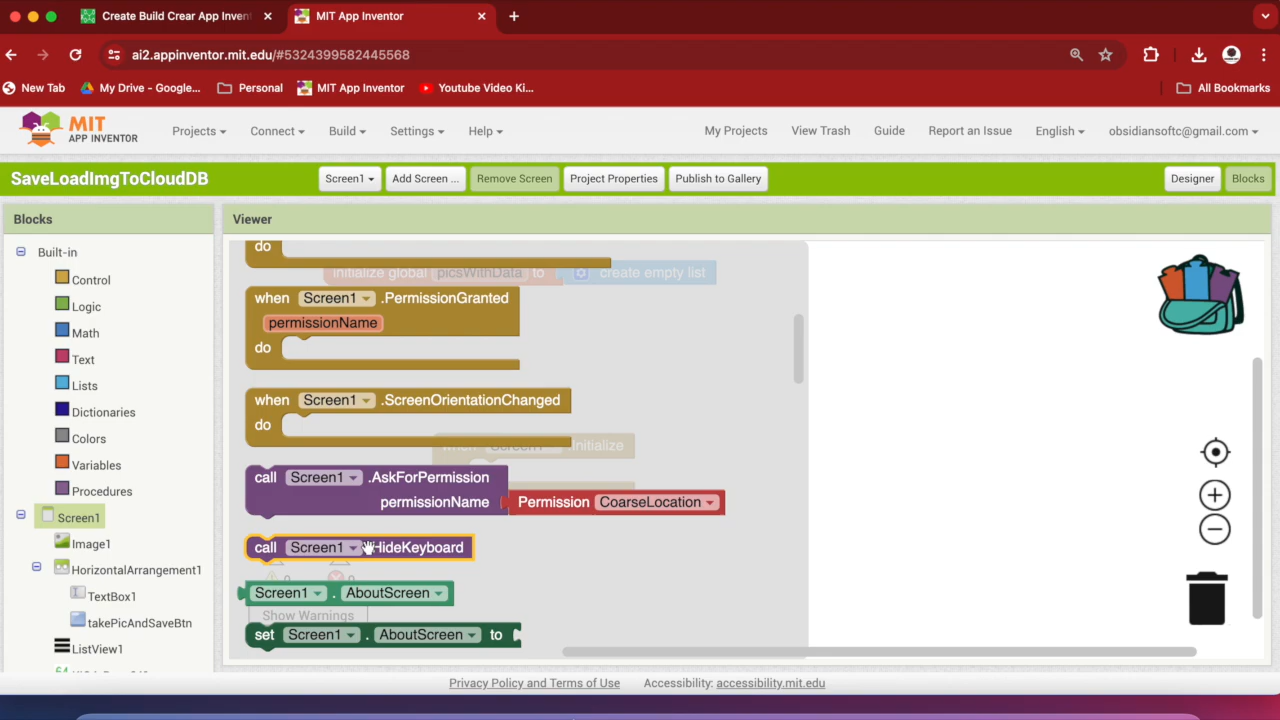 Create Build Crear App Inven
MIT App Inventor
ai2.appinventor.mit.edu/#5324399582445568
New Tab
My Drive - Google...
Personal
MIT App Inventor
Youtube Video Ki...
All Bookmarks
MIT
APP INVENTOR
Projects
Connect
Build
Settings
Help
My Projects
View Trash
Guide
Report an Issue
English
obsidiansoftc@gmail.com
SaveLoadImgToCloudDB
Screen1
Add Screen ...
Remove Screen
Project Properties
Publish to Gallery
Designer
Blocks
Blocks
Viewer
Built-in
Control
Logic
Math
Text
Lists
Dictionaries
Colors
Variables
Procedures
Screen1
Image1
HorizontalArrangement1
TextBox1
takePicAndSaveBtn
ListView1
do
initialize global picsWithData to create empty list
when Screen1 .PermissionGranted
permissionName
do
when Screen1 .ScreenOrientationChanged
do
when Screen1 .Initialize
call Screen1 .AskForPermission
permissionName Permission CoarseLocation
call Screen1 HideKeyboard
0 0
Screen1 . AboutScreen
Show Warnings
set Screen1 . AboutScreen to
Privacy Policy and Terms of Use
Accessibility: accessibility.mit.edu